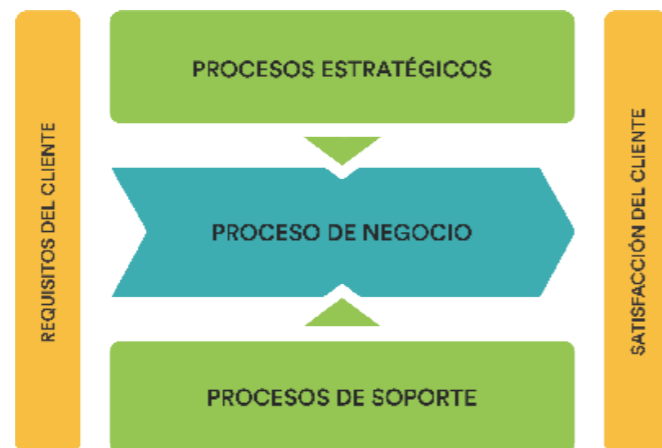 REQUISITOS DEL CLIENTE
PROCESOS ESTRATÉGICOS
PROCESO DE NEGOCIO
PROCESOS DE SOPORTE
SATISFACCIÓN DEL CLIENTE